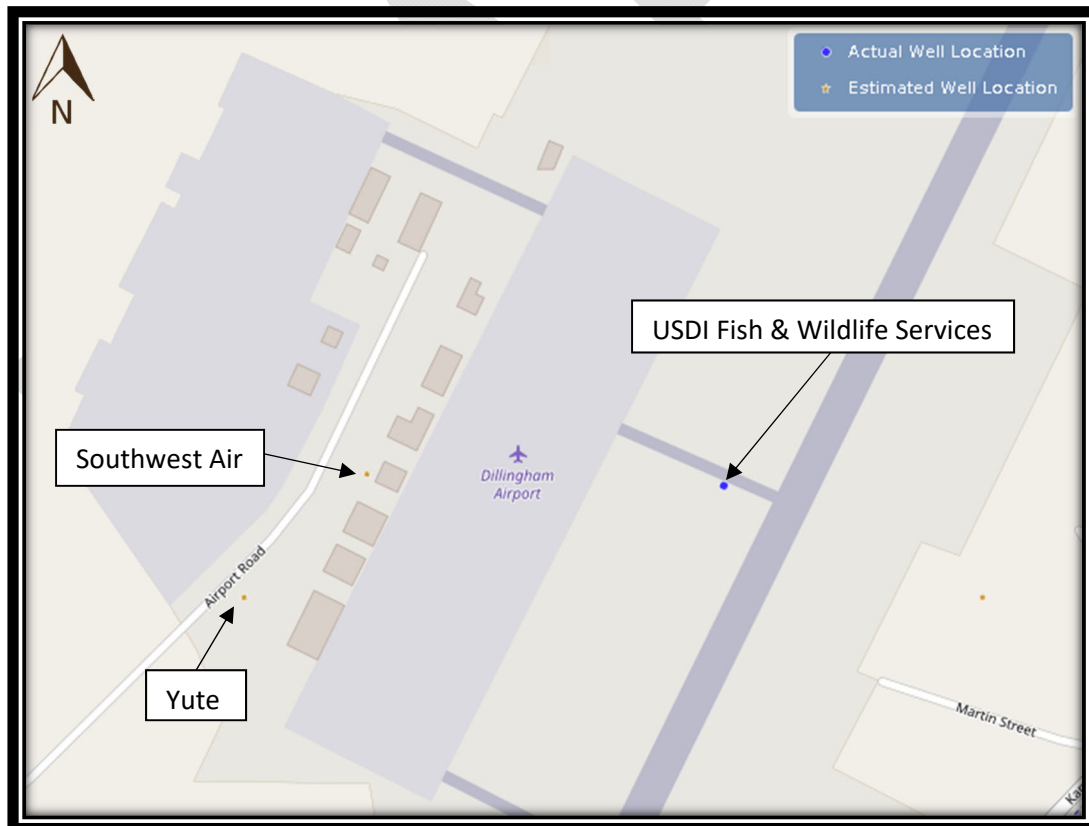 N
Actual Well Location
Estimated Well Location
USDI Fish & Wildlife Services
Southwest Air
Dillingham
Airport
Airport Road
Yute
Martin Street